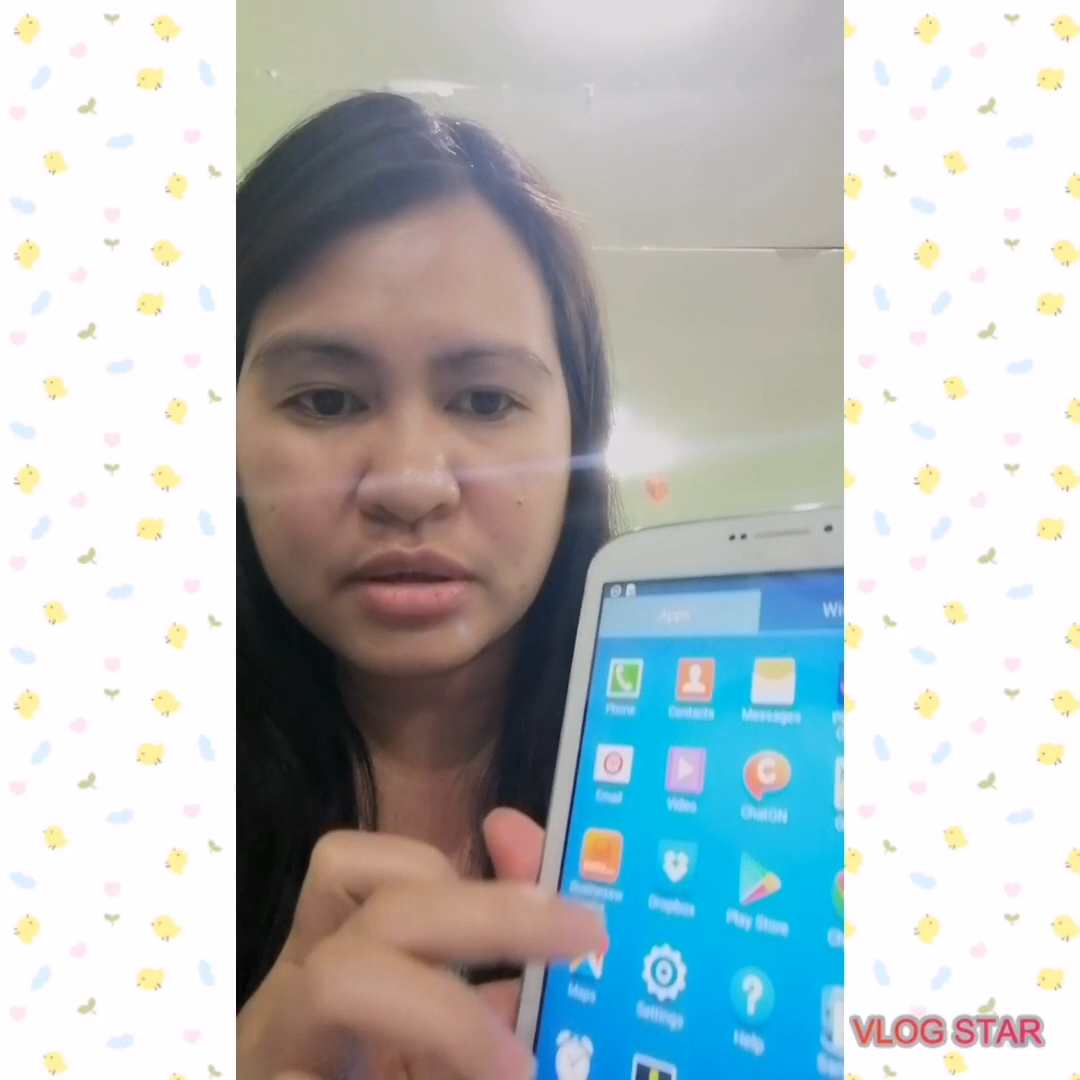 Apps
Phone
Contacts
Messages
Email
Video
ChatON
Dropbox
Play Store
Maps
Settings
Help
VLOG STAR